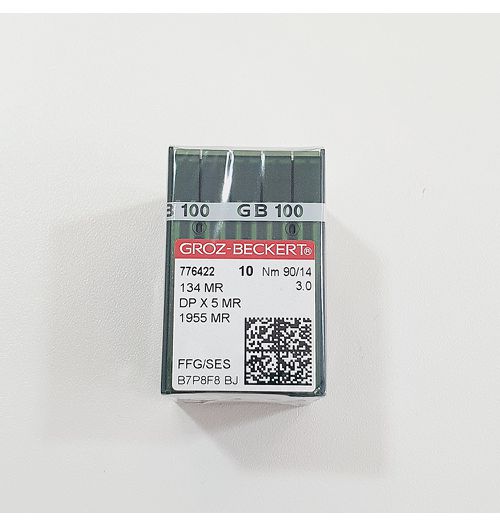 B 100 GB 100
GROZ-BECKERT®
776422 10 Nm 90/14
134 MR 3.0
DP X 5 MR
1955 MR
FFG/SES
B7P8F8 BJ